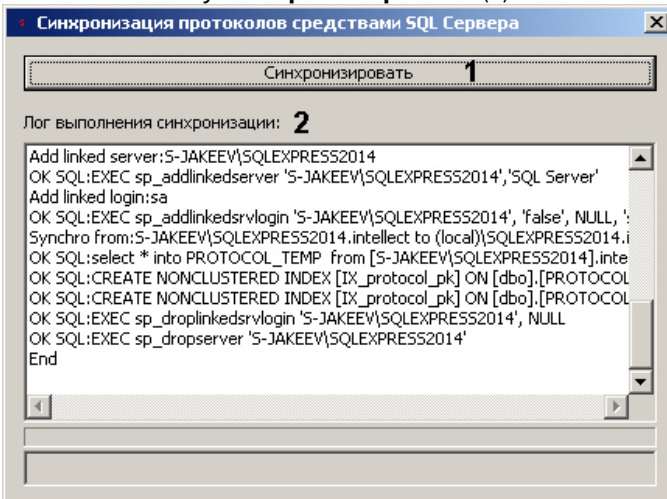 Синхронизация протоколов средствами SQL Сервера
Синхронизировать 1
Лог выполнения синхронизации: 2
Add linked server:S-JAKEEV\SQLEXPRESS2014
OK SQL:EXEC sp_addlinkedserver 'S-JAKEEV\SQLEXPRESS2014','SQL Server'
Add linked login:sa
OK SQL:EXEC sp_addlinkedsrvlogin 'S-JAKEEV\SQLEXPRESS2014', 'false', NULL, '
Synchro from:S-JAKEEV\SQLEXPRESS2014.intellect to (local)\SQLEXPRESS2014.i
OK SQL:select * into PROTOCOL_TEMP from [S-JAKEEV\SQLEXPRESS2014].inte
OK SQL:CREATE NONCLUSTERED INDEX [IX_protocol_pk] ON [dbo].[PROTOCOL
OK SQL:CREATE NONCLUSTERED INDEX [IX_protocol_pk] ON [dbo].[PROTOCOL
OK SQL:EXEC sp_droplinkedsrvlogin 'S-JAKEEV\SQLEXPRESS2014', NULL
OK SQL:EXEC sp_dropserver 'S-JAKEEV\SQLEXPRESS2014'
End